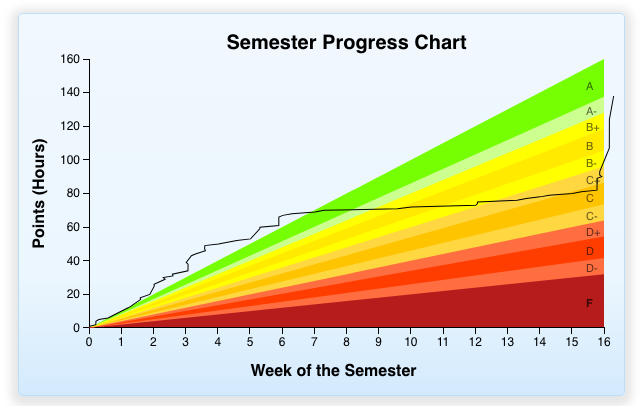 Semester Progress Chart
Points (Hours)
160
140
120
100
80
60
40
20
0
A
A-
B+
B
B-
C+
C
C-
D+
D
D-
F
0 1 2 3 4 5 6 7 8 9 10 11 12 13 14 15 16
Week of the Semester